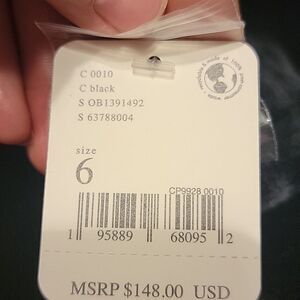 C 0010
C black
S OB1391492
S 63788004
size
6
CP9928 0010
1 95889 68095 2
MSRP $148.00 USD